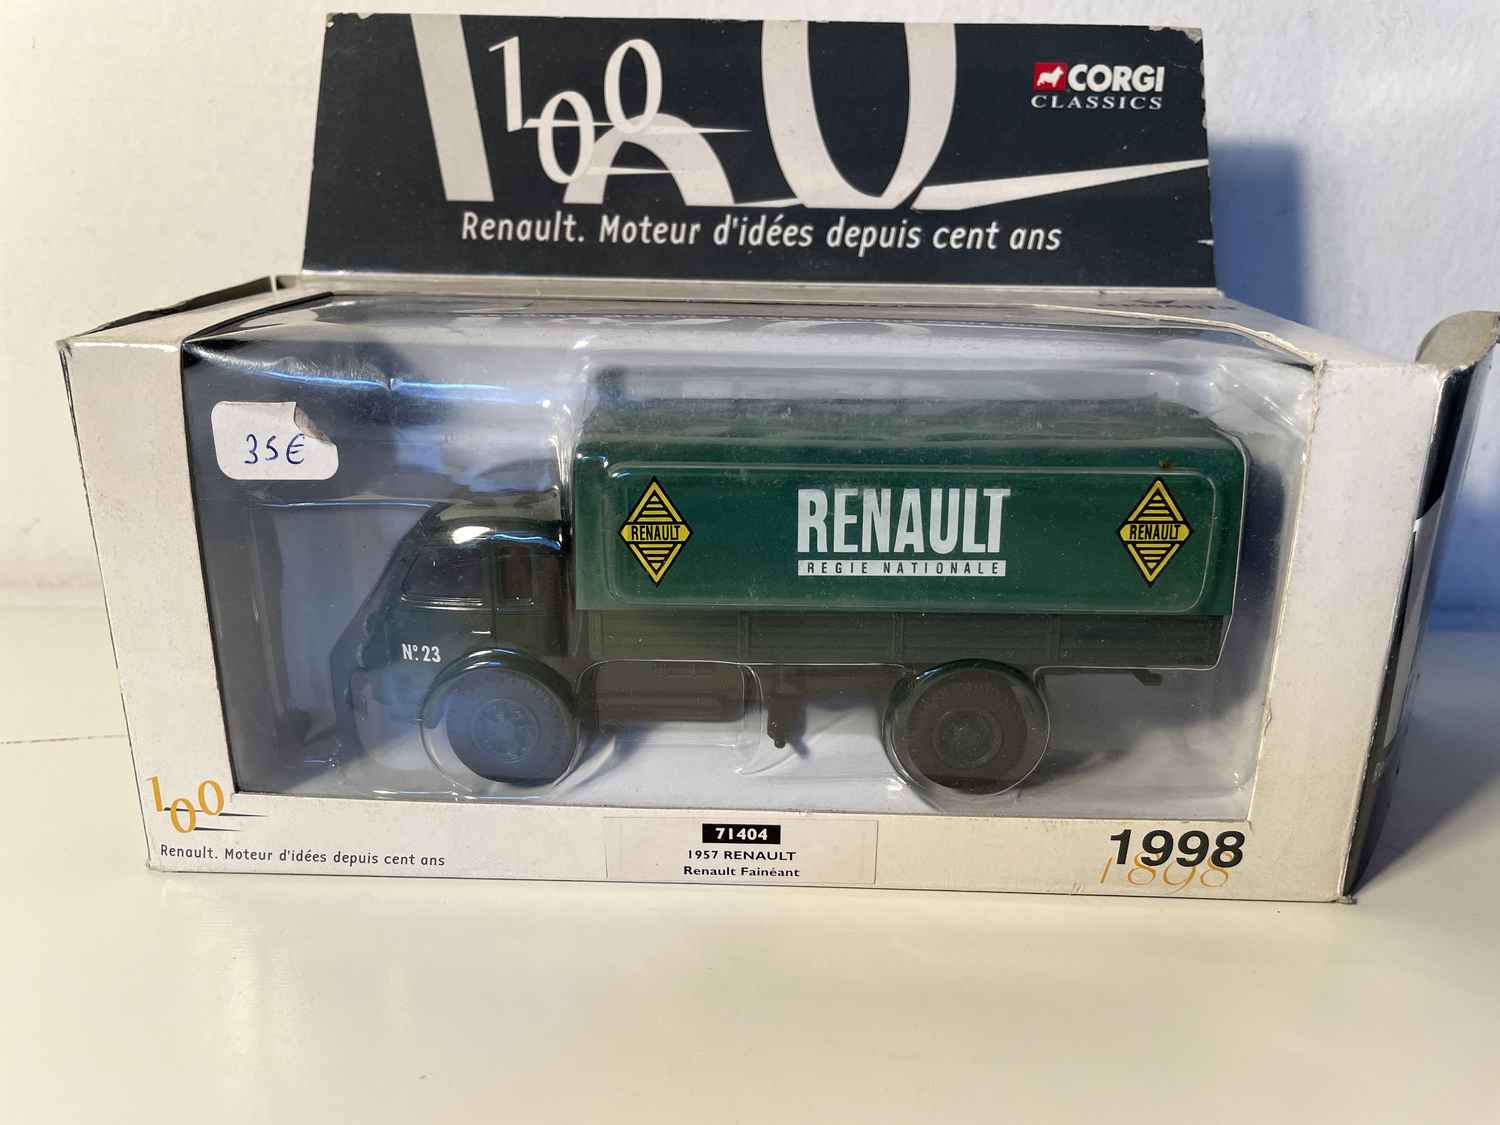 100
CORGI
CLASSICS
Renault. Moteur d'idées depuis cent ans
35€
RENAULT
RENAULT
REGIE NATIONALE
RENAULT
N°.23
100
Renault. Moteur d'idées depuis cent ans
71404
1957 RENAULT
Renault Fainéant
1998
1898